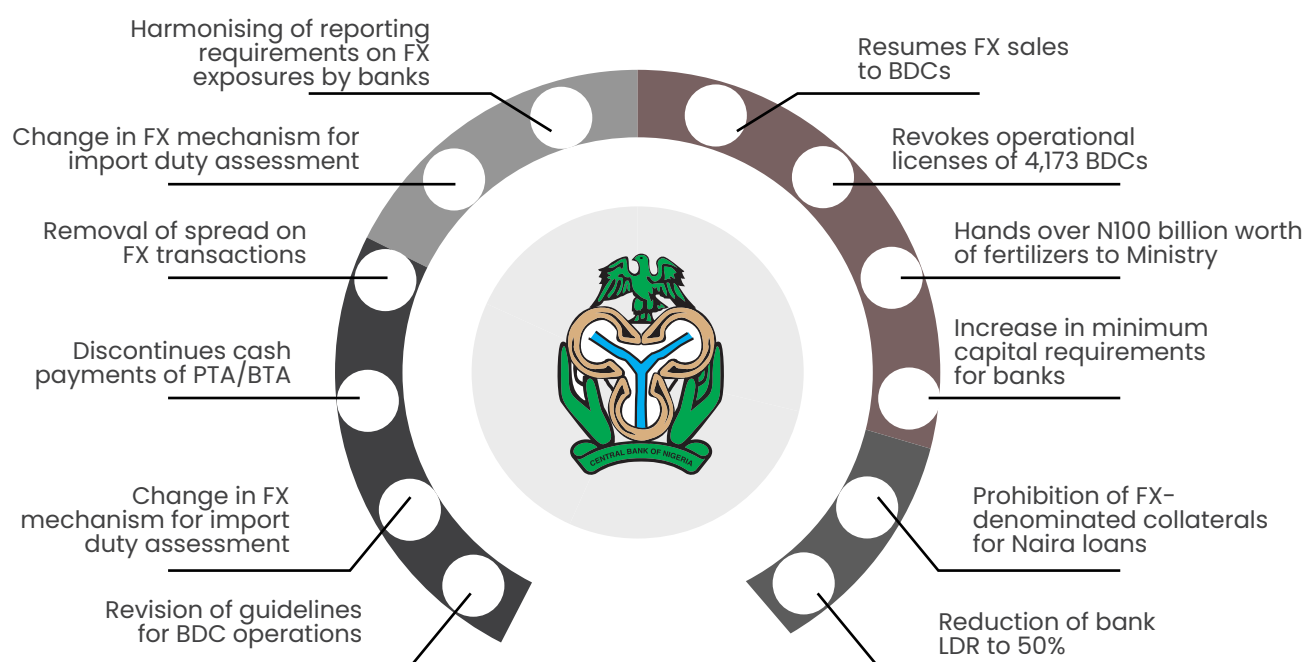 Harmonising of reporting
requirements on FX
exposures by banks
Change in FX mechanism for
import duty assessment
Removal of spread on
FX transactions
Discontinues cash
payments of PTA/BTA
Change in FX
mechanism for import
duty assessment
Revision of guidelines
for BDC operations
Resumes FX sales
to BDCs
Revokes operational
licenses of 4,173 BDCs
Hands over N100 billion worth
of fertilizers to Ministry
Increase in minimum
capital requirements
for banks
Prohibition of FX-
denominated collaterals
for Naira loans
Reduction of bank
LDR to 50%
CENTRAL BANK OF NIGERIA